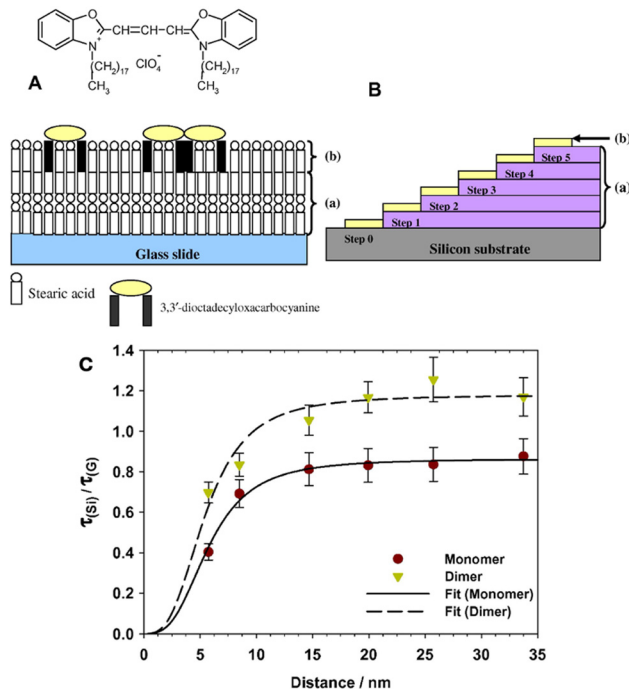 O
O
CH=CH–CH=
N
+
N
(CH2)17
ClO4-
(CH2)17
CH3
CH3
A
B
(b)
(a)
Glass slide
Stearic acid
3,3′-dioctadecyloxacarbocyanine
(b)
Step 5
Step 4
(a)
Step 3
Step 2
Step 1
Step 0
Silicon substrate
C
1.4
1.2
1.0
0.8
0.6
0.4
0.2
0.0
τ(Si) / τ(G)
Monomer
Dimer
Fit (Monomer)
Fit (Dimer)
0 5 10 15 20 25 30 35
Distance / nm